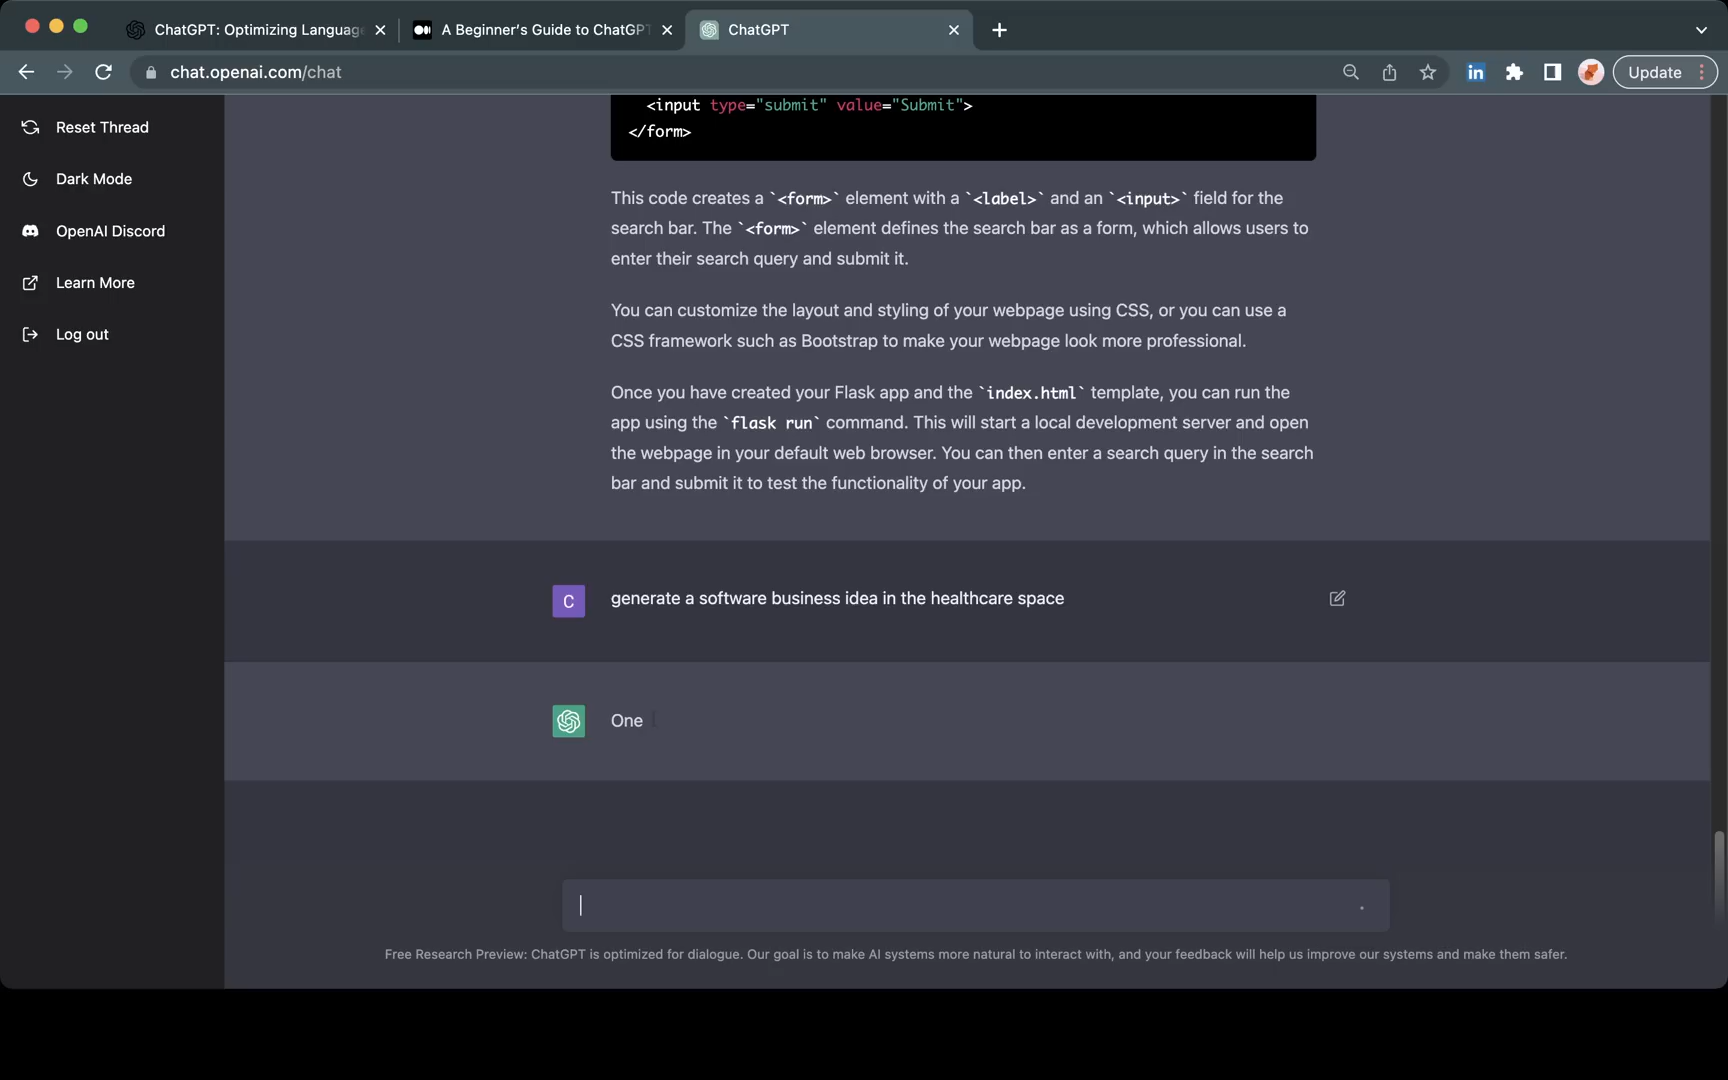 ChatGPT: Optimizing Language
A Beginner's Guide to ChatGPT
ChatGPT
chat.openai.com/chat
in
Update
Reset Thread
Dark Mode
OpenAI Discord
Learn More
Log out
<input type="submit" value="Submit">
</form>
This code creates a `<form>` element with a `<label>` and an `<input>` field for the
search bar. The `<form>` element defines the search bar as a form, which allows users to
enter their search query and submit it.
You can customize the layout and styling of your webpage using CSS, or you can use a
CSS framework such as Bootstrap to make your webpage look more professional.
Once you have created your Flask app and the `index.html` template, you can run the
app using the `flask run` command. This will start a local development server and open
the webpage in your default web browser. You can then enter a search query in the search
bar and submit it to test the functionality of your app.
C
generate a software business idea in the healthcare space
One
Free Research Preview: ChatGPT is optimized for dialogue. Our goal is to make AI systems more natural to interact with, and your feedback will help us improve our systems and make them safer.